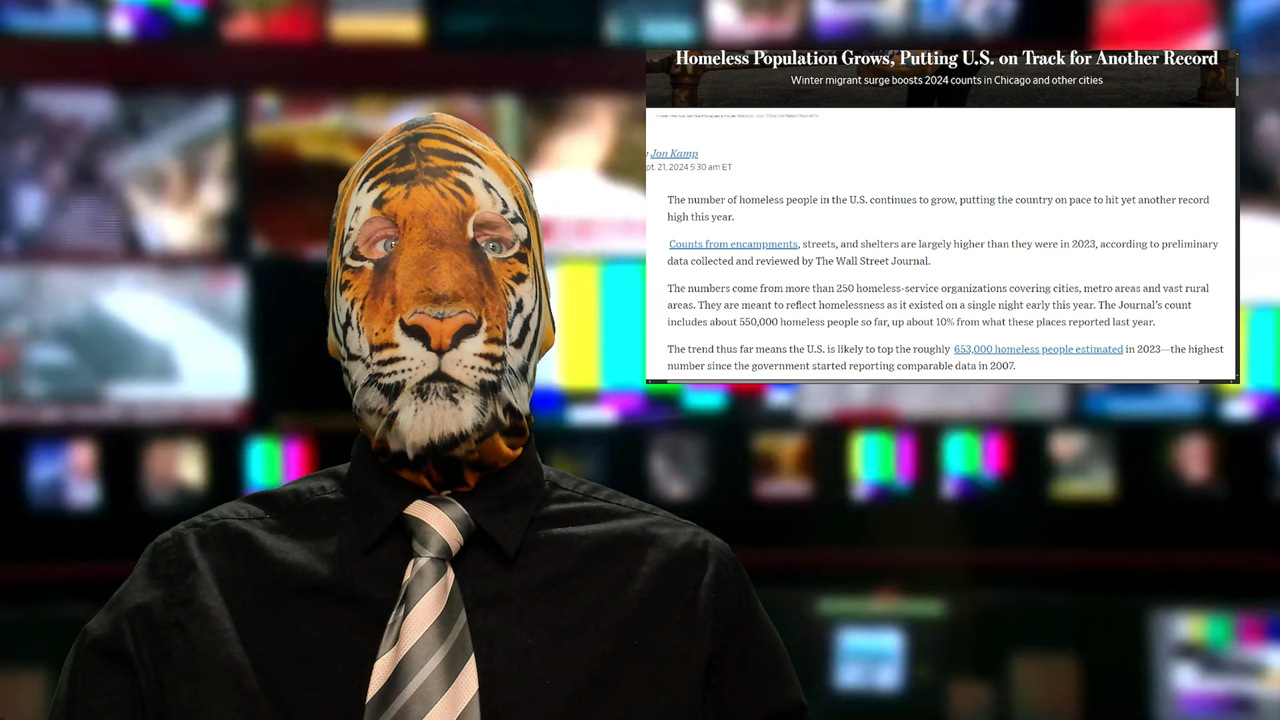 Homeless Population Grows, Putting U.S. on Track for Another Record
Winter migrant surge boosts 2024 counts in Chicago and other cities
Jon Kamp
pt. 21, 2024 5:30 am ET
The number of homeless people in the U.S. continues to grow, putting the country on pace to hit yet another record
high this year.
Counts from encampments, streets, and shelters are largely higher than they were in 2023, according to preliminary
data collected and reviewed by The Wall Street Journal.
The numbers come from more than 250 homeless-service organizations covering cities, metro areas and vast rural
areas. They are meant to reflect homelessness as it existed on a single night early this year. The Journal's count
includes about 550,000 homeless people so far, up about 10% from what these places reported last year.
The trend thus far means the U.S. is likely to top the roughly 653,000 homeless people estimated in 2023—the highest
number since the government started reporting comparable data in 2007.